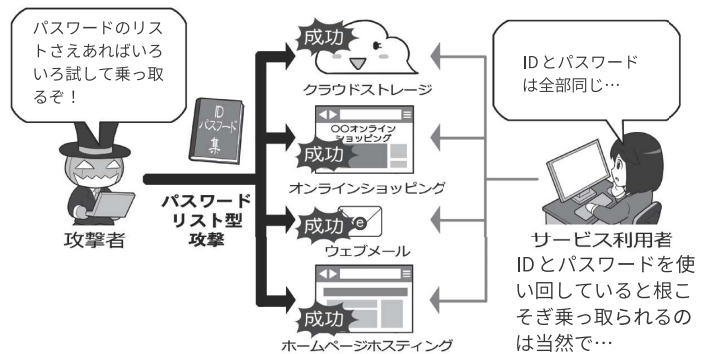 パスワードのリス
トさえあればいろ
いろ試して乗っ取
るぞ！
攻撃者
ID
パスワード
集
パスワード
リスト型
攻撃
成功
クラウドストレージ
〇〇オンライン
ショッピング
成功
オンラインショッピング
成功
e
ウェブメール
成功
ホームページホスティング
IDとパスワード
は全部同じ…
サービス利用者
IDとパスワードを使
い回していると根こ
そぎ乗っ取られるの
は当然で…